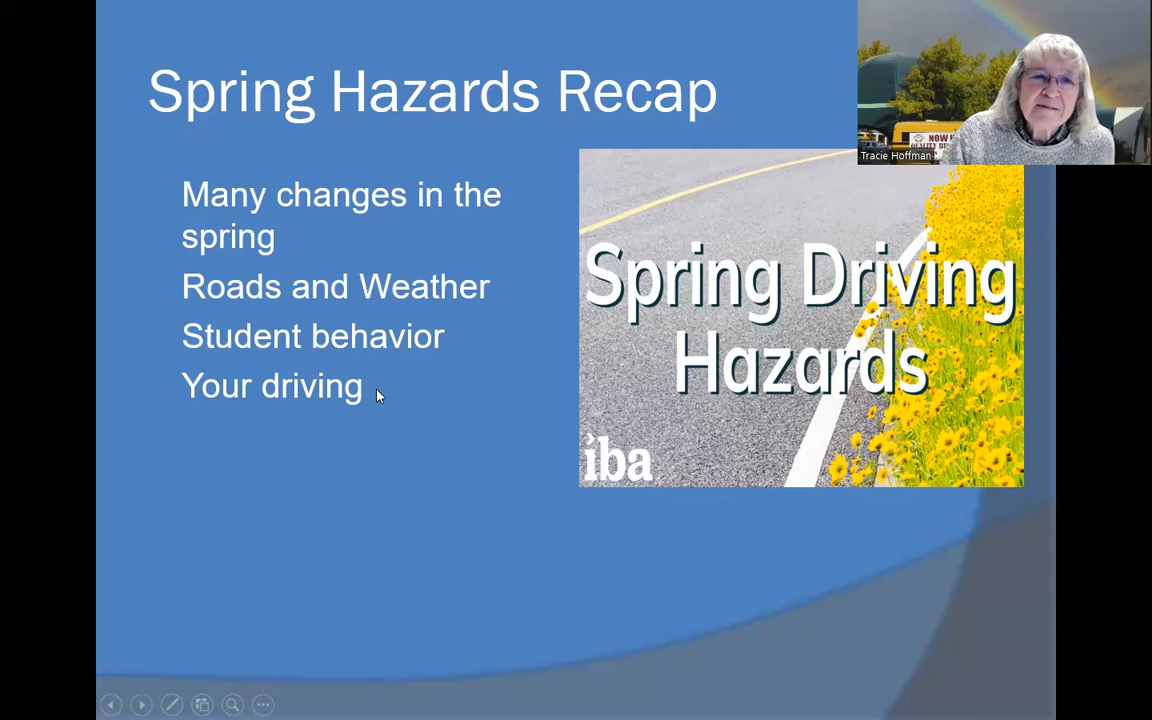 Spring Hazards Recap
Many changes in the
spring
Roads and Weather
Student behavior
Your driving
Spring Driving
Hazards
iba
NOW
Tracie Hoffman